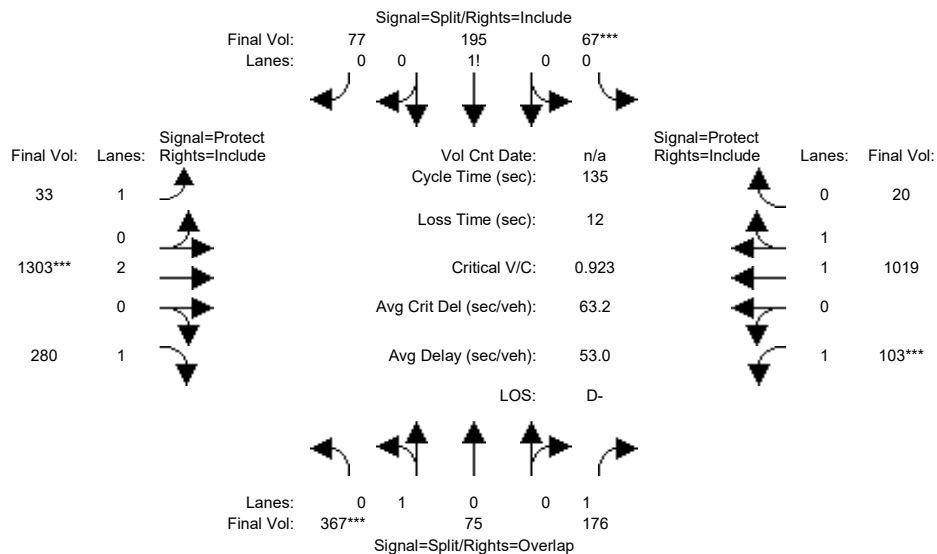 Signal=Split/Rights=Include
Final Vol: 77 195 67***
Lanes: 0 0 1! 0 0
Signal=Protect Signal=Protect
Final Vol: Lanes: Rights=Include Vol Cnt Date: n/a Rights=Include Lanes: Final Vol:
Cycle Time (sec): 135
33 1 0 20
Loss Time (sec): 12
0 1
1303*** 2 Critical V/C: 0.923 1 1019
0 Avg Crit Del (sec/veh): 63.2 0
280 1 Avg Delay (sec/veh): 53.0 1 103***
LOS: D-
Lanes: 0 1 0 0 1
Final Vol: 367*** 75 176
Signal=Split/Rights=Overlap